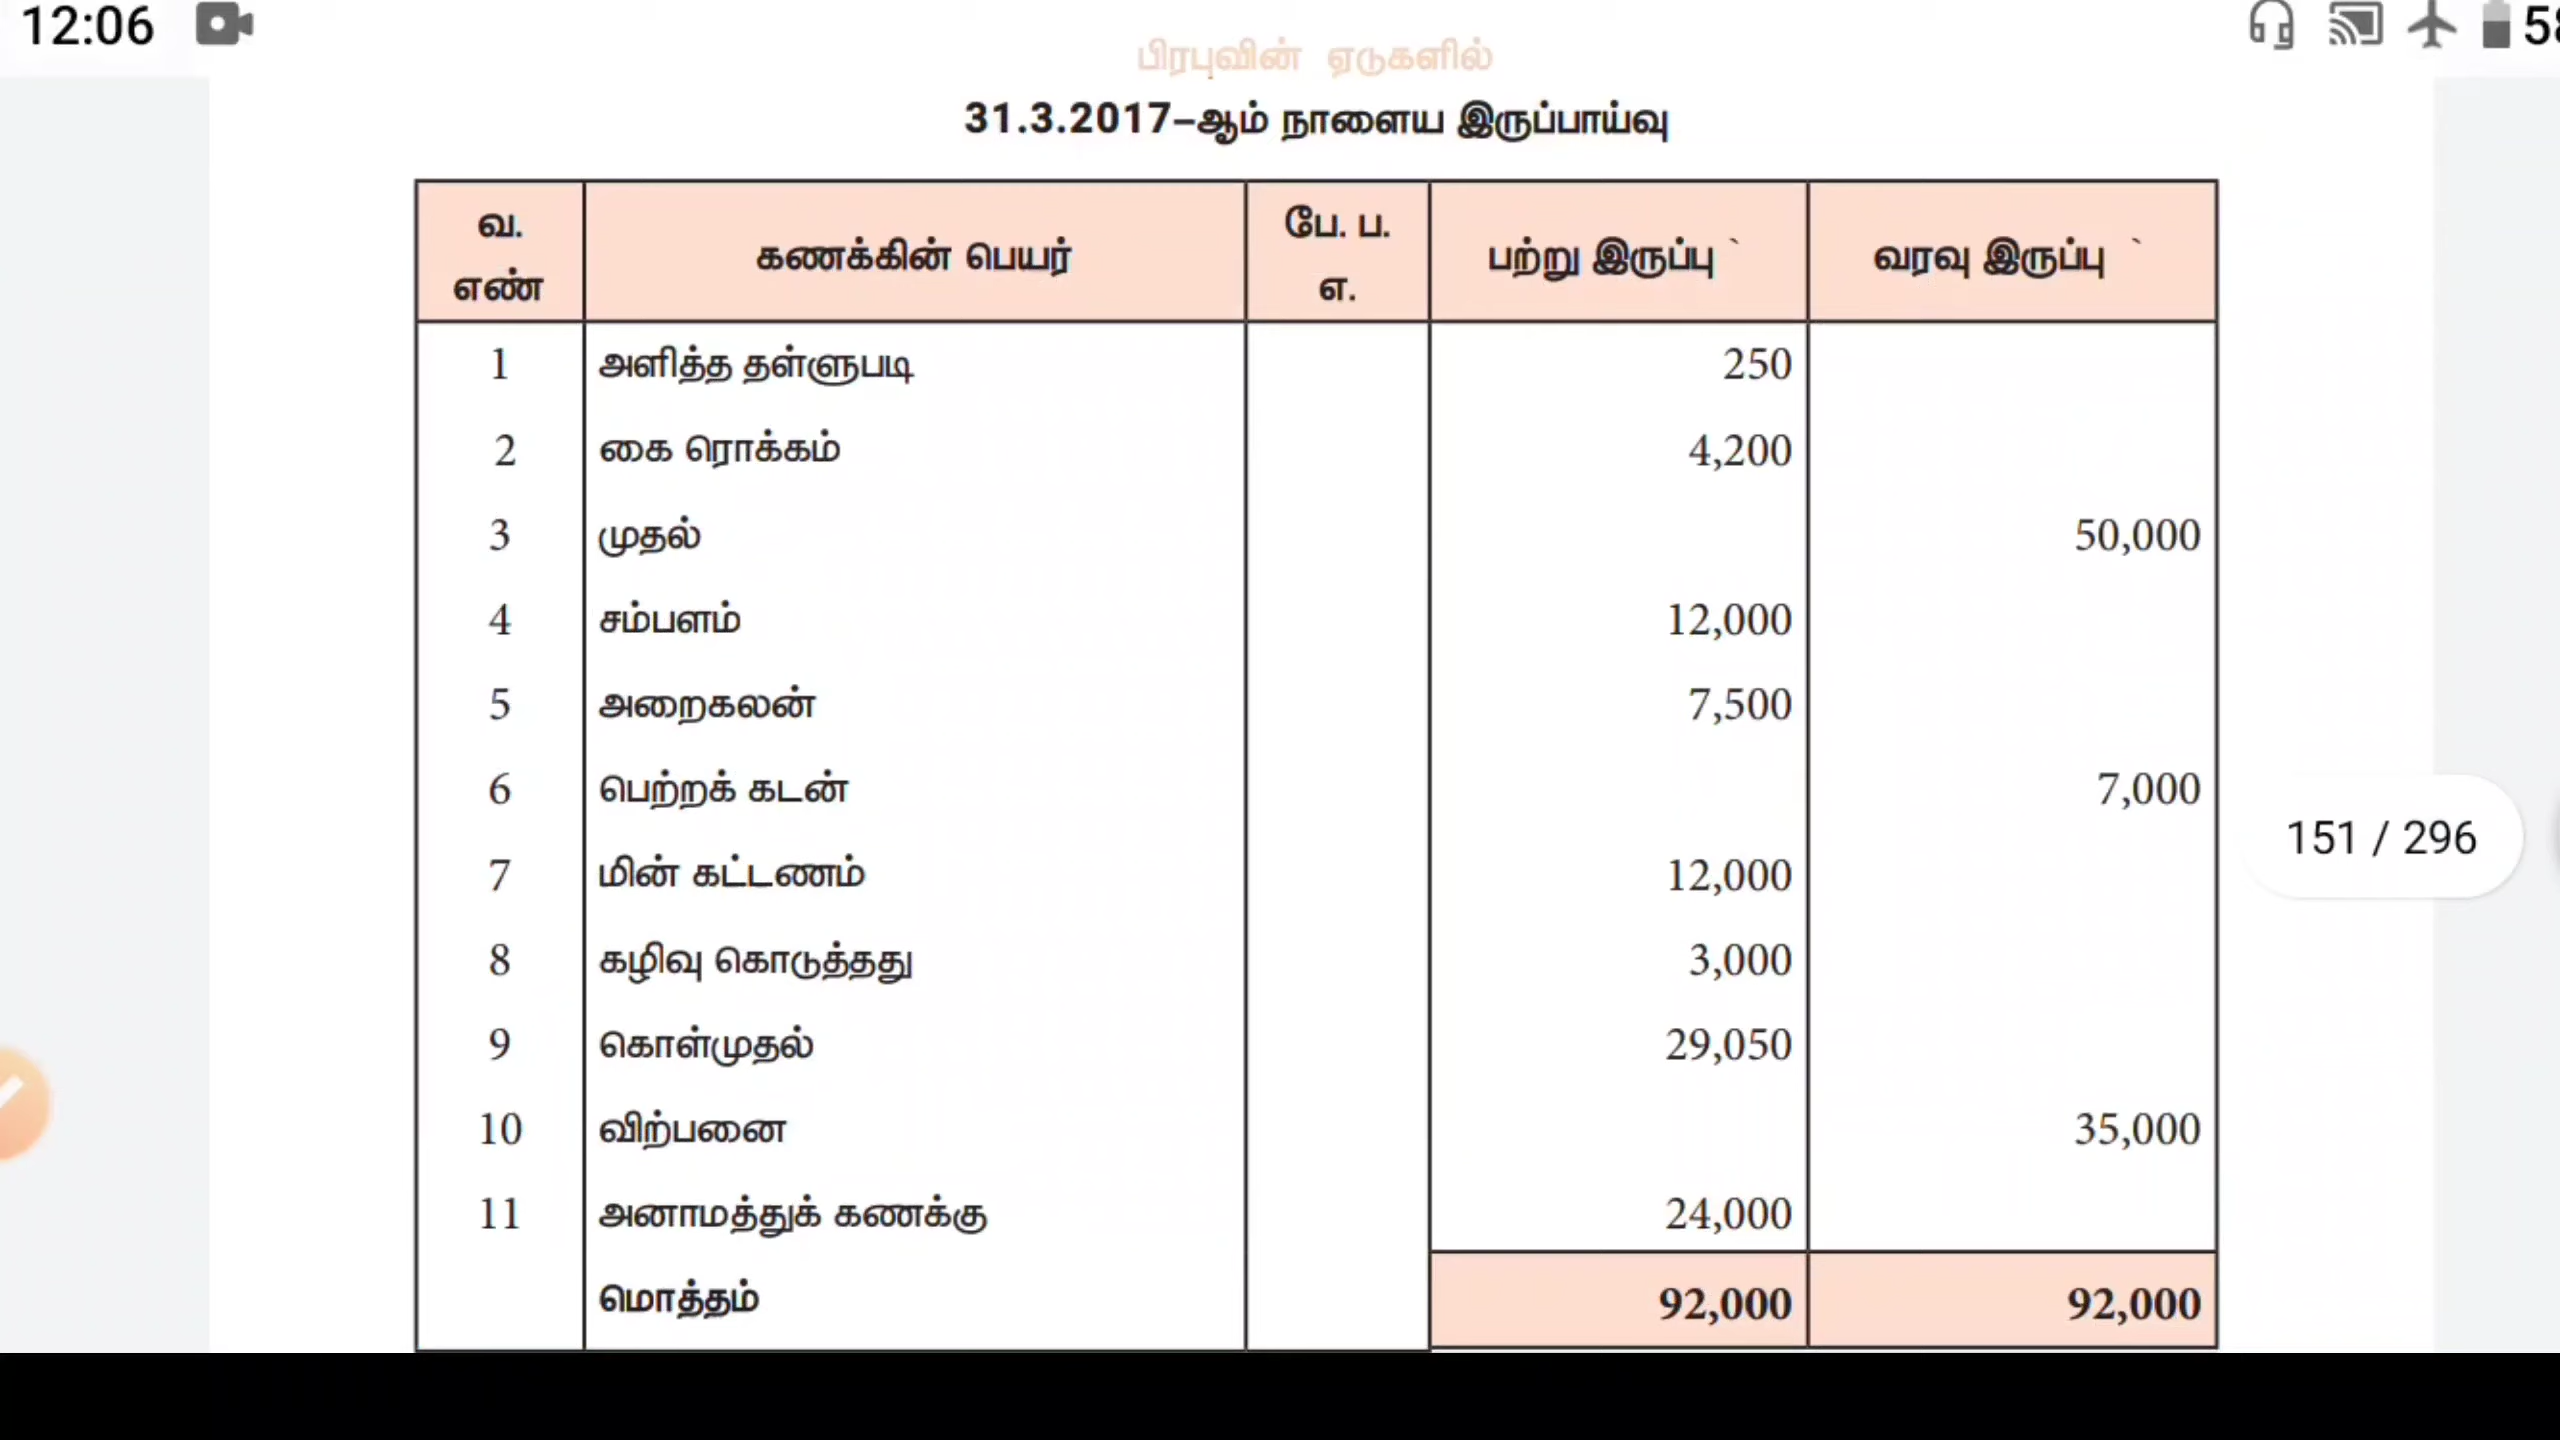 12:06
58
பிரபுவின் ஏடுகளில்
31.3.2017–ஆம் நாளைய இருப்பாய்வு
வ. எண் கணக்கின் பெயர் பே. ப. எ. பற்று இருப்பு ` வரவு இருப்பு `
1 அளித்த தள்ளுபடி 250
2 கை ரொக்கம் 4,200
3 முதல் 50,000
4 சம்பளம் 12,000
5 அறைகலன் 7,500
6 பெற்றக் கடன் 7,000
7 மின் கட்டணம் 12,000
8 கழிவு கொடுத்தது 3,000
9 கொள்முதல் 29,050
10 விற்பனை 35,000
11 அனாமத்துக் கணக்கு 24,000
மொத்தம் 92,000 92,000
151 / 296